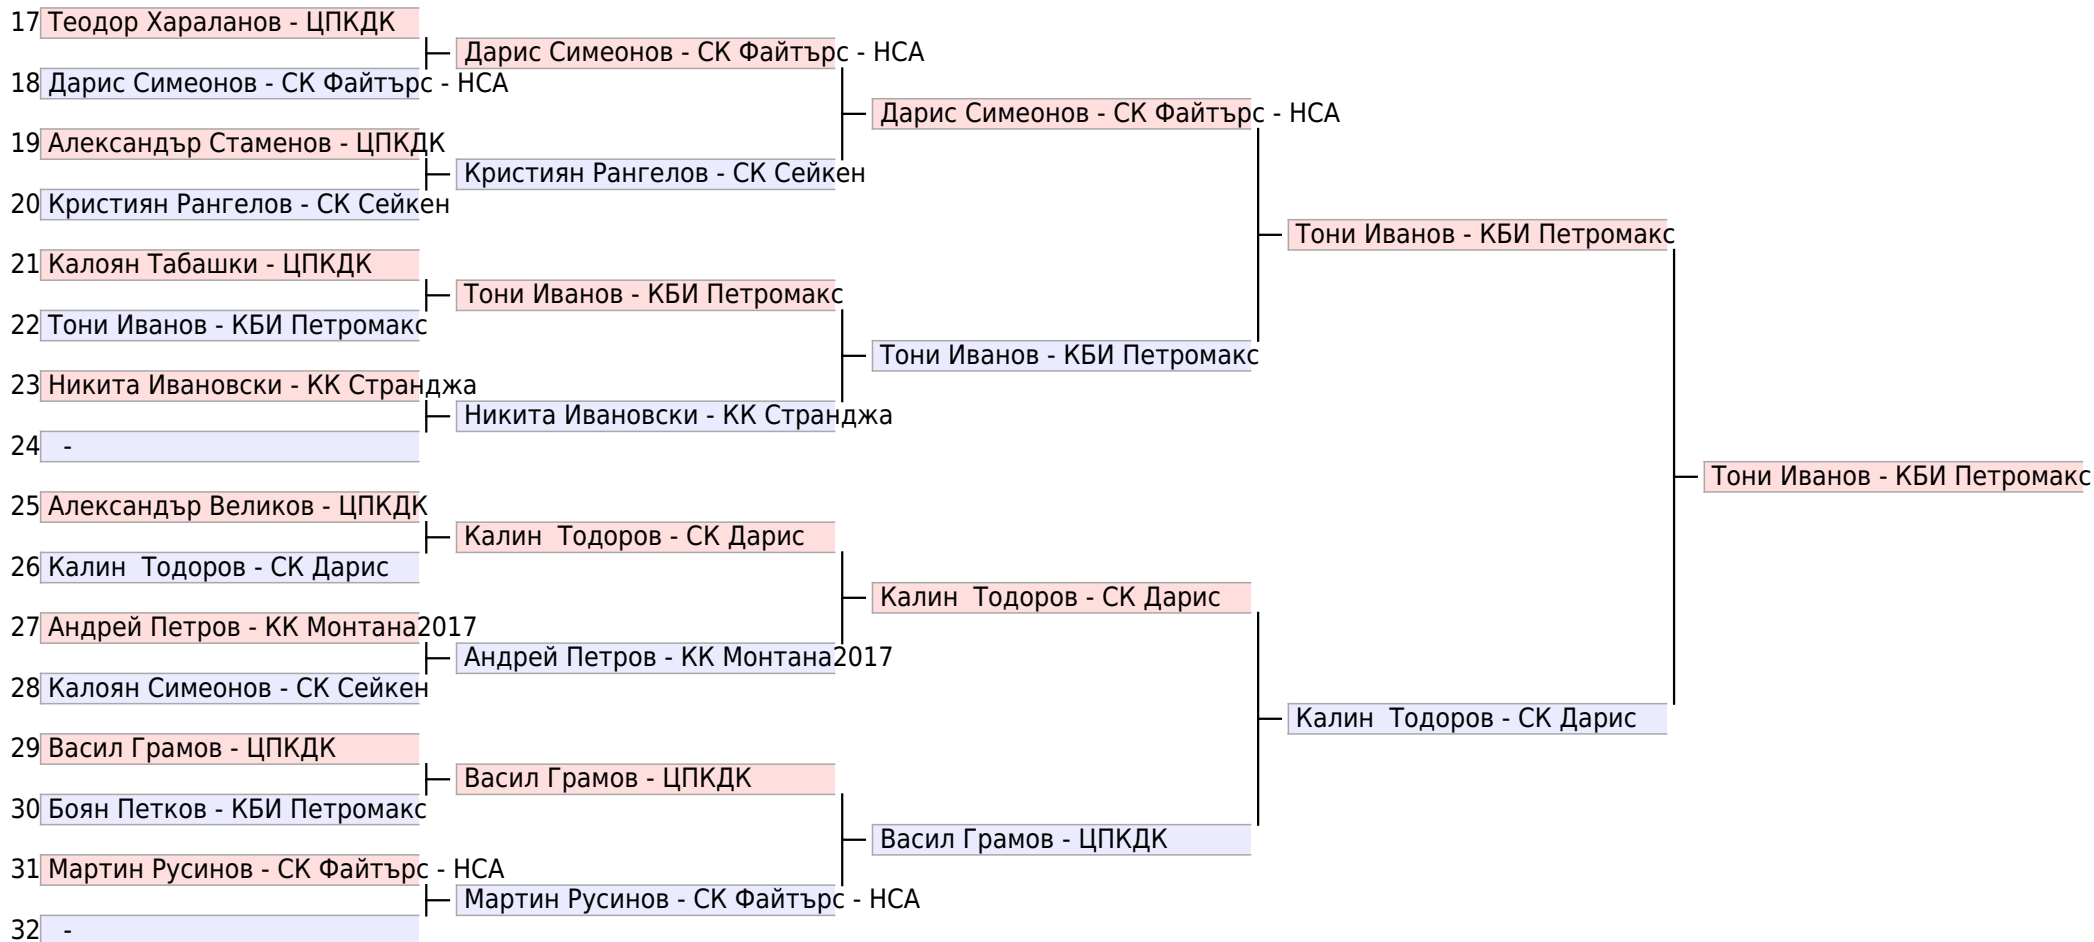 17 Теодор Хараланов - ЦПКДК
Дарис Симеонов - СК Файтърс - НСА
18 Дарис Симеонов - СК Файтърс - НСА
Дарис Симеонов - СК Файтърс - НСА
19 Александър Стаменов - ЦПКДК
Кристиян Рангелов - СК Сейкен
20 Кристиян Рангелов - СК Сейкен
Тони Иванов - КБИ Петромакс
21 Калоян Табашки - ЦПКДК
Тони Иванов - КБИ Петромакс
22 Тони Иванов - КБИ Петромакс
Тони Иванов - КБИ Петромакс
23 Никита Ивановски - КК Странджа
Никита Ивановски - КК Странджа
24 -
Тони Иванов - КБИ Петромакс
25 Александър Великов - ЦПКДК
Калин  Тодоров - СК Дарис
26 Калин  Тодоров - СК Дарис
Калин  Тодоров - СК Дарис
27 Андрей Петров - КК Монтана2017
Андрей Петров - КК Монтана2017
28 Калоян Симеонов - СК Сейкен
Калин  Тодоров - СК Дарис
29 Васил Грамов - ЦПКДК
Васил Грамов - ЦПКДК
30 Боян Петков - КБИ Петромакс
Васил Грамов - ЦПКДК
31 Мартин Русинов - СК Файтърс - НСА
Мартин Русинов - СК Файтърс - НСА
32 -